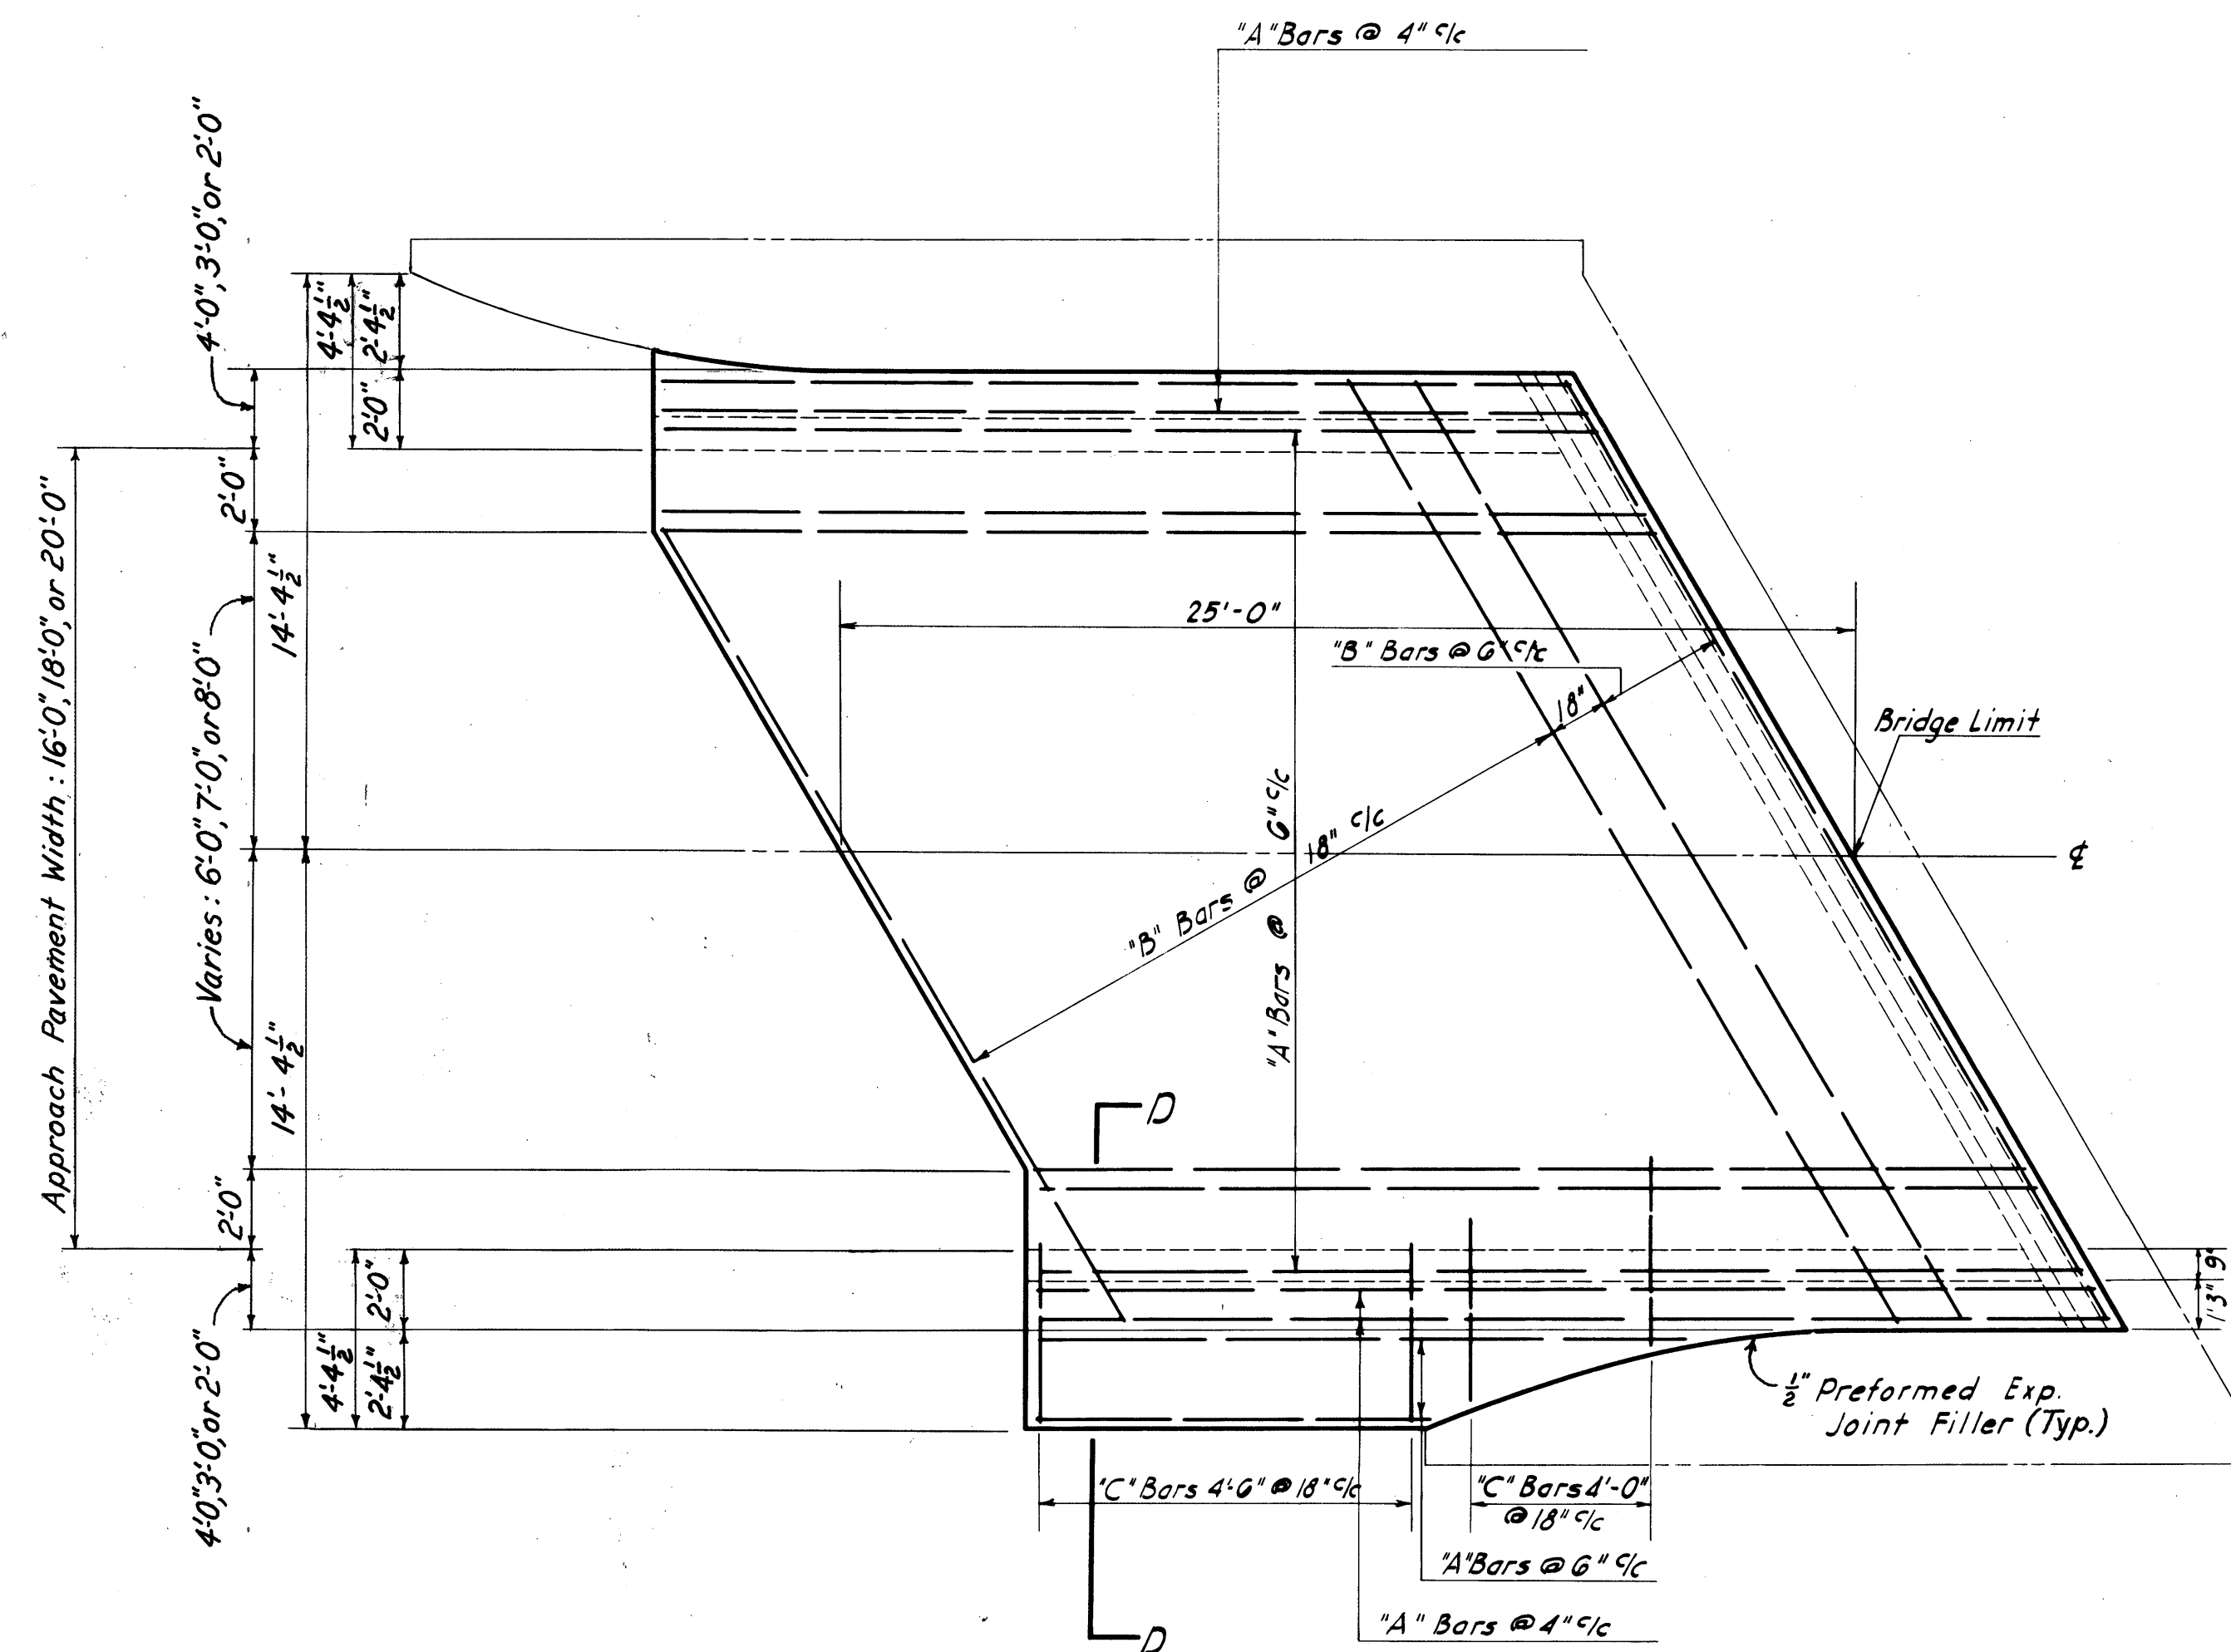 "A" Bars @ 4" c/c
4'-0", 3'-0", or 2'-0"
4'-4½"
2'-4½"
2'-0"
2'-0"
14'-4½"
Approach Pavement Width: 16'-0", 18'-0", or 20'-0"
Varies: 6'-0", 7'-0", or 8'-0"
25'-0"
"B" Bars @ 6" c/c
18"
Bridge Limit
"A" Bars @ 6" c/c
"B" Bars @ 18" c/c
℄
14'-4½"
D
2'-0"
2'-0"
4'-4½"
2'-4½"
4'-0", 3'-0", or 2'-0"
9"
1'3"
½" Preformed Exp.
Joint Filler (Typ.)
"C" Bars 4'-6" @ 18" c/c
"C" Bars 4'-0"
@ 18" c/c
"A" Bars @ 6" c/c
"A" Bars @ 4" c/c
D